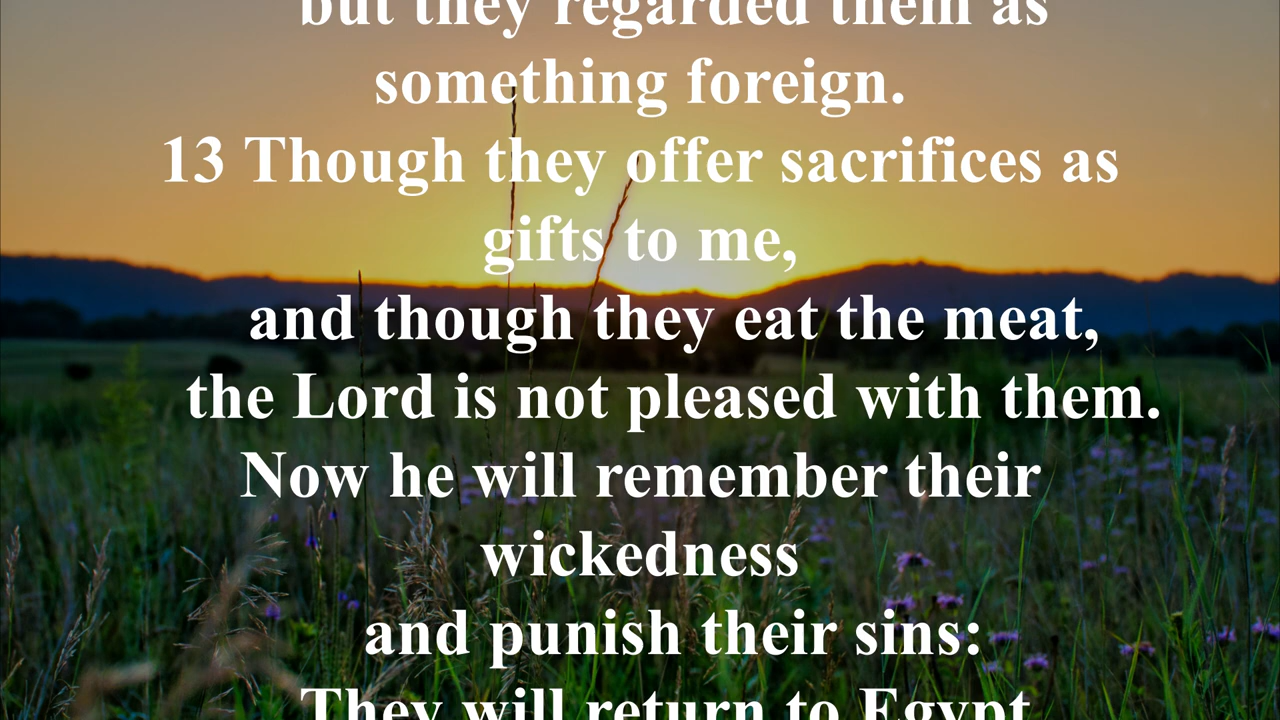 but they regarded them as
something foreign.
13 Though they offer sacrifices as
gifts to me,
and though they eat the meat,
the Lord is not pleased with them.
Now he will remember their
wickedness
and punish their sins:
They will return to Egypt